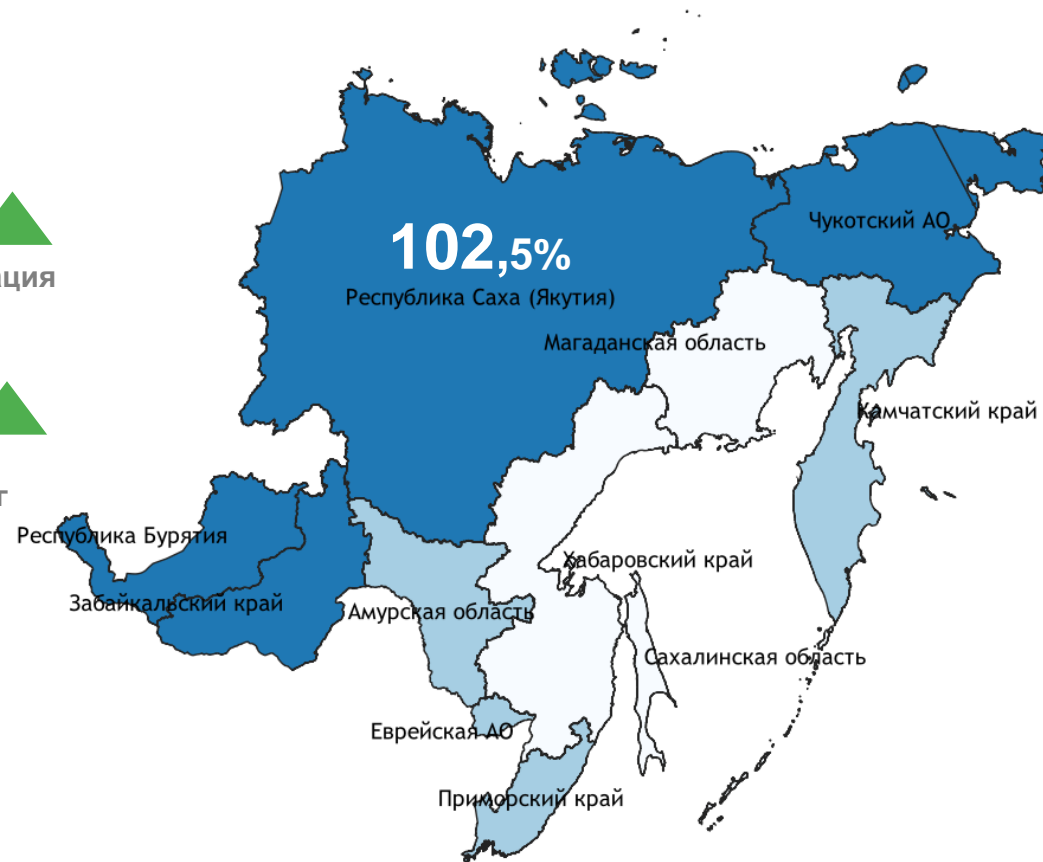 Чукотский АО
102,5%
ация
Республика Саха (Якутия)
Магаданская область
Камчатский край
г
Республика Бурятия
Хабаровский край
Забайкальский край
Амурская область
Сахалинская область
Еврейская АО
Приморский край